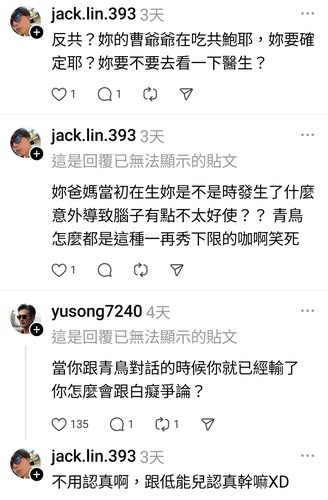 jack.lin.393 3天
反共？妳的曹爺爺在吃共鮑耶，妳要確
定耶？妳要不要去看一下醫生？
1 1
jack.lin.393 3天
這是回覆已無法顯示的貼文
妳爸媽當初在生妳是不是時發生了什麼
意外導致腦子有點不太好使？？ 青鳥
怎麼都是這種一再秀下限的咖啊笑死
1
yusong7240 4天
這是回覆已無法顯示的貼文
當你跟青鳥對話的時候你就已經輸了
你怎麼會跟白癡爭論？
135 1 1
jack.lin.393 3天
不用認真啊，跟低能兒認真幹嘛XD